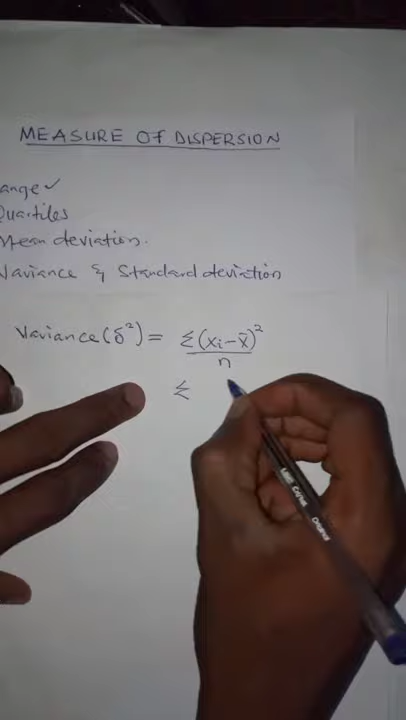 MEASURE OF DISPERSION
ange ✓
Quartiles
Mean deviation.
Variance & Standard deviation
Variance (δ²) = Σ(xᵢ-x̄)²
n
Σ